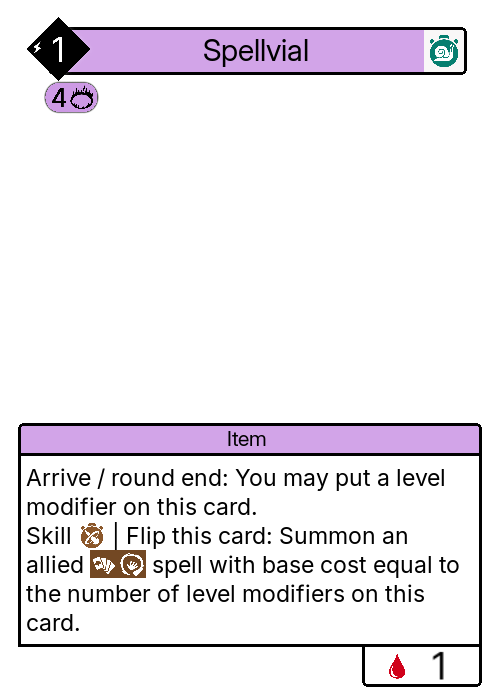 1 Spellvial
4
Item
Arrive / round end: You may put a level
modifier on this card.
Skill | Flip this card: Summon an
allied spell with base cost equal to
the number of level modifiers on this
card.
1